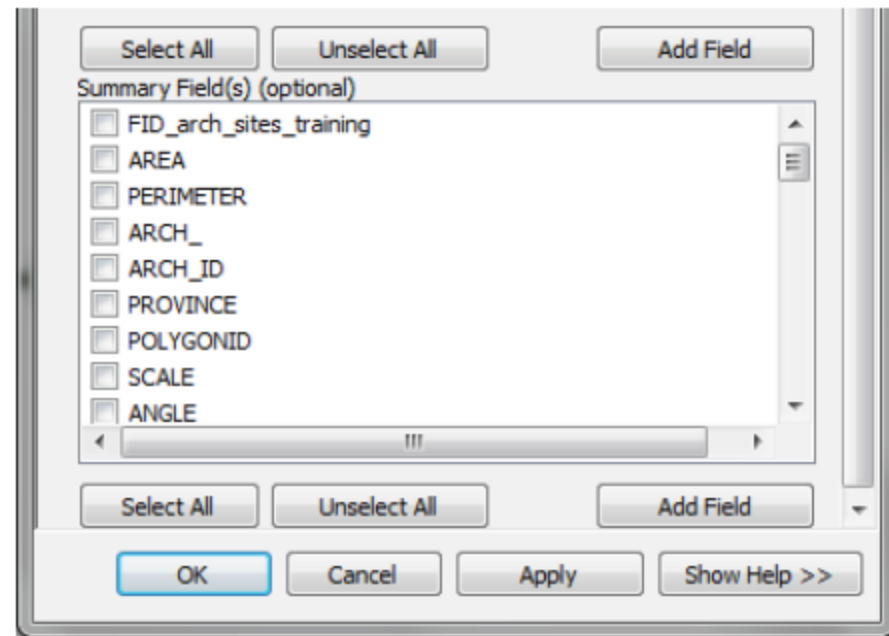 Select All Unselect All Add Field
Summary Field(s) (optional)
FID_arch_sites_training
AREA
PERIMETER
ARCH_
ARCH_ID
PROVINCE
POLYGONID
SCALE
ANGLE
Select All Unselect All Add Field
OK Cancel Apply Show Help >>